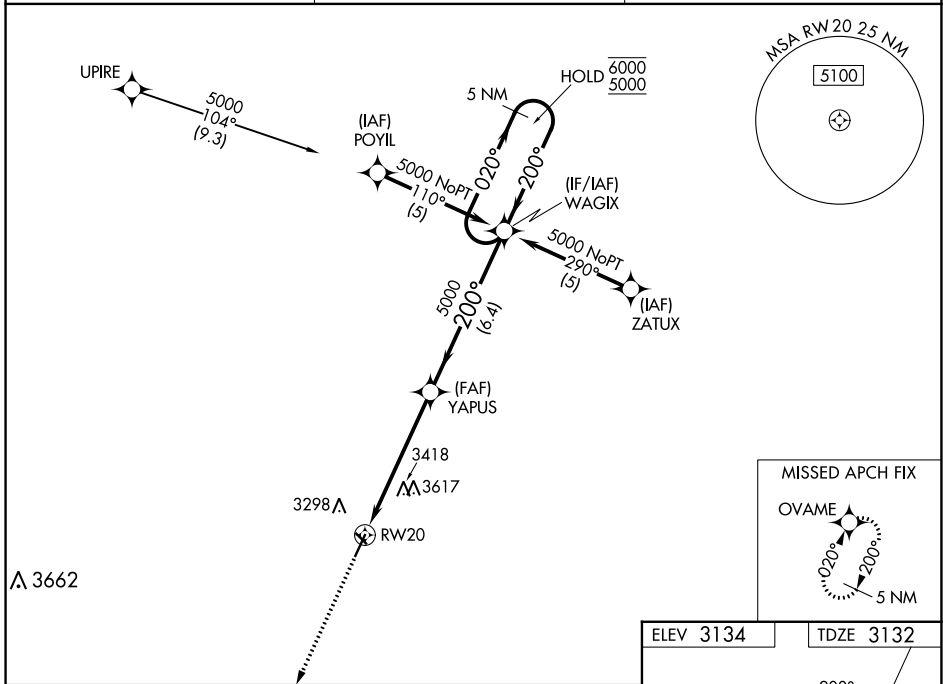 MSA RW20 25 NM
5100
UPIRE
5000
104°
(9.3)
HOLD 6000
5000
5 NM
(IAF)
POYIL
5000 NoPT
110°
(5)
020°
200°
(IF/IAF)
WAGIX
5000 NoPT
290°
(5)
(IAF)
ZATUX
5000
200°
(6.4)
(FAF)
YAPUS
3418
3617
3298
RW20
3662
MISSED APCH FIX
OVAME
020°
200°
5 NM
ELEV 3134
TDZE 3132